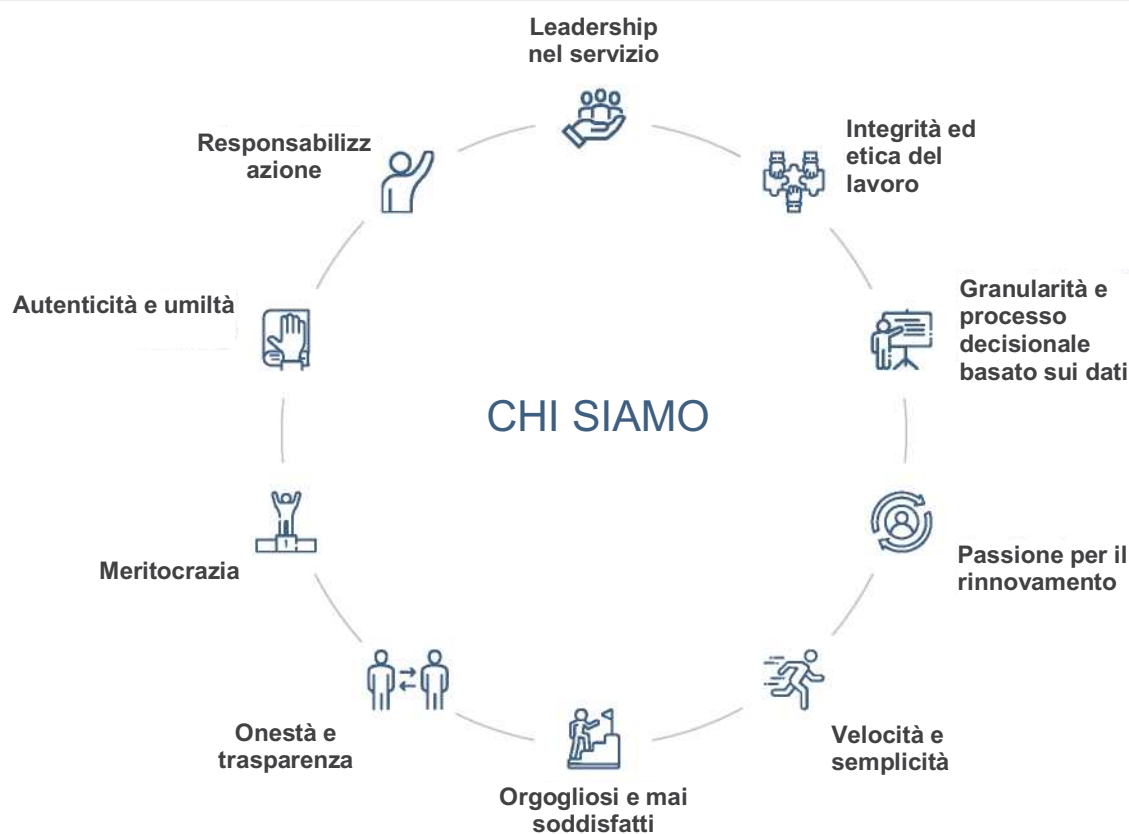 Leadership
nel servizio
Integrità ed
etica del
lavoro
Granularità e
processo
decisionale
basato sui dati
Passione per il
rinnovamento
Velocità e
semplicità
Orgogliosi e mai
soddisfatti
Onestà e
trasparenza
Meritocrazia
Autenticità e umiltà
Responsabilizz
azione
CHI SIAMO
1